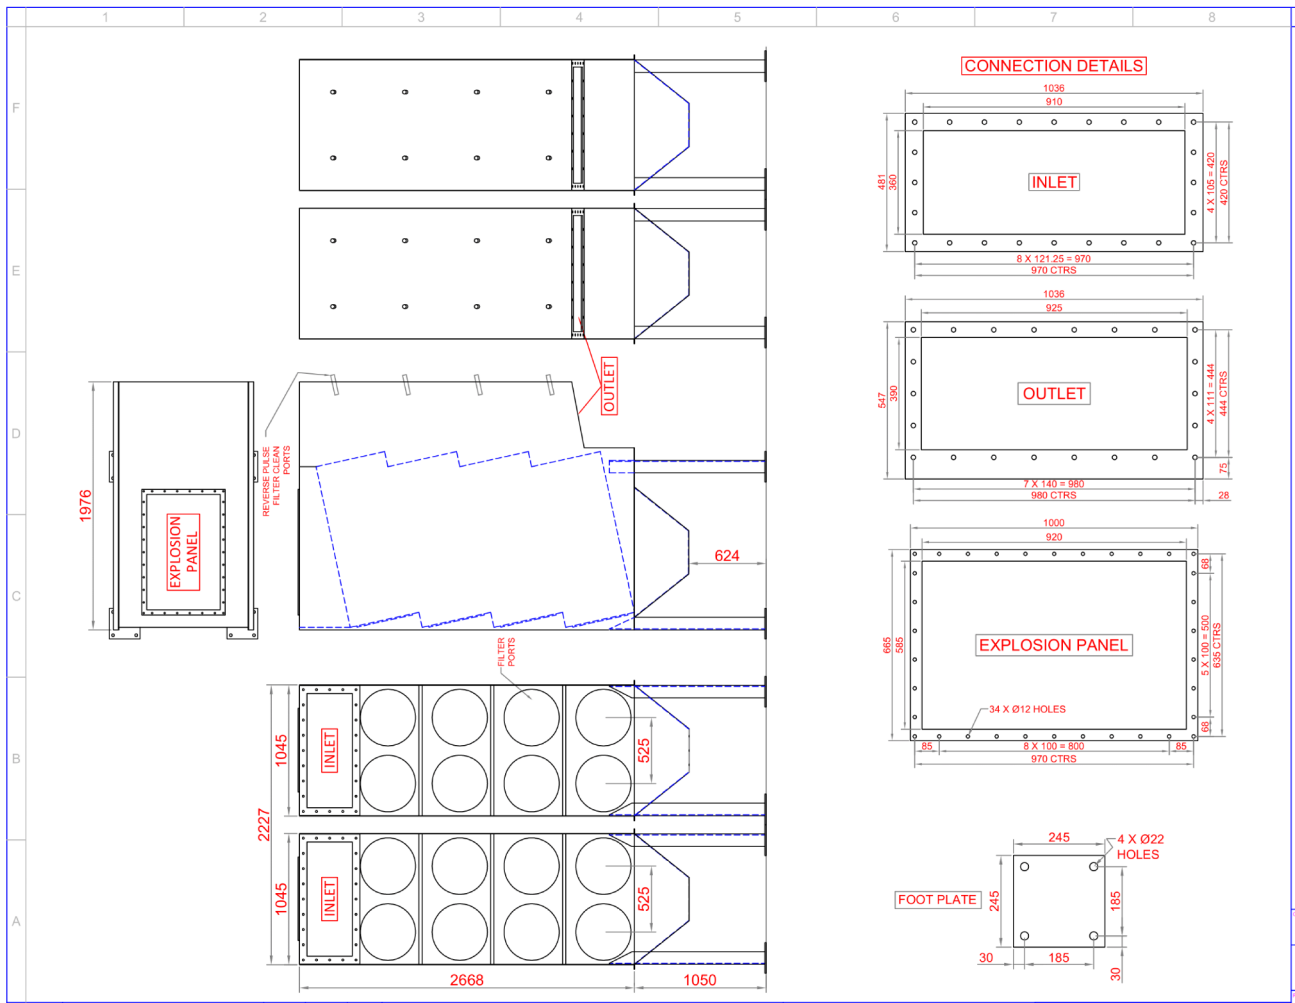 1
2
3
4
5
6
7
8
F
E
D
C
B
A
CONNECTION DETAILS
1036
910
INLET
481
360
4 X 105 = 420
420 CTRS
8 X 121.25 = 970
970 CTRS
1036
925
OUTLET
547
390
4 X 111 = 444
444 CTRS
75
7 X 140 = 980
980 CTRS
28
1000
920
EXPLOSION PANEL
665
585
68
5 X 100 = 500
635 CTRS
68
34 X Ø12 HOLES
85
8 X 100 = 800
85
970 CTRS
245
4 X Ø22
HOLES
FOOT PLATE
245
185
30
185
30
OUTLET
REVERSE PULSE
FILTER CLEAN
PORTS
1976
EXPLOSION
PANEL
624
FILTER
PORTS
INLET
1045
525
2227
INLET
1045
525
2668
1050